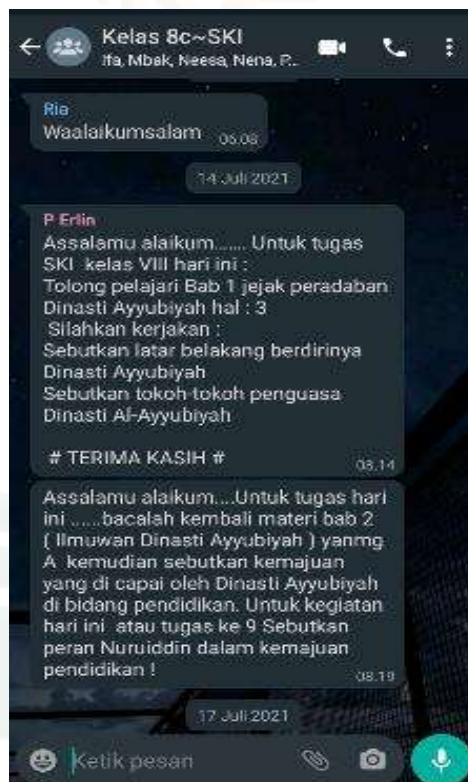 Kelas 8c~SKI
Ifa, Mbak, Neesa, Nena, P...
Ria
Waalaikumsalam 06.08
14 Juli 2021
P Erlin
Assalamu alaikum....... Untuk tugas
SKI kelas VIII hari ini :
Tolong pelajari Bab 1 jejak peradaban
Dinasti Ayyubiyah hal : 3
Silahkan kerjakan :
Sebutkan latar belakang berdirinya
Dinasti Ayyubiyah
Sebutkan tokoh-tokoh penguasa
Dinasti Al-Ayyubiyah
# TERIMA KASIH #
08.14
Assalamu alaikum....Untuk tugas hari
ini ......bacalah kembali materi bab 2
( Ilmuwan Dinasti Ayyubiyah ) yanmg
A kemudian sebutkan kemajuan
yang di capai oleh Dinasti Ayyubiyah
di bidang pendidikan. Untuk kegiatan
hari ini atau tugas ke 9 Sebutkan
peran Nuruiddin dalam kemajuan
pendidikan !
08.19
17 Juli 2021
Ketik pesan